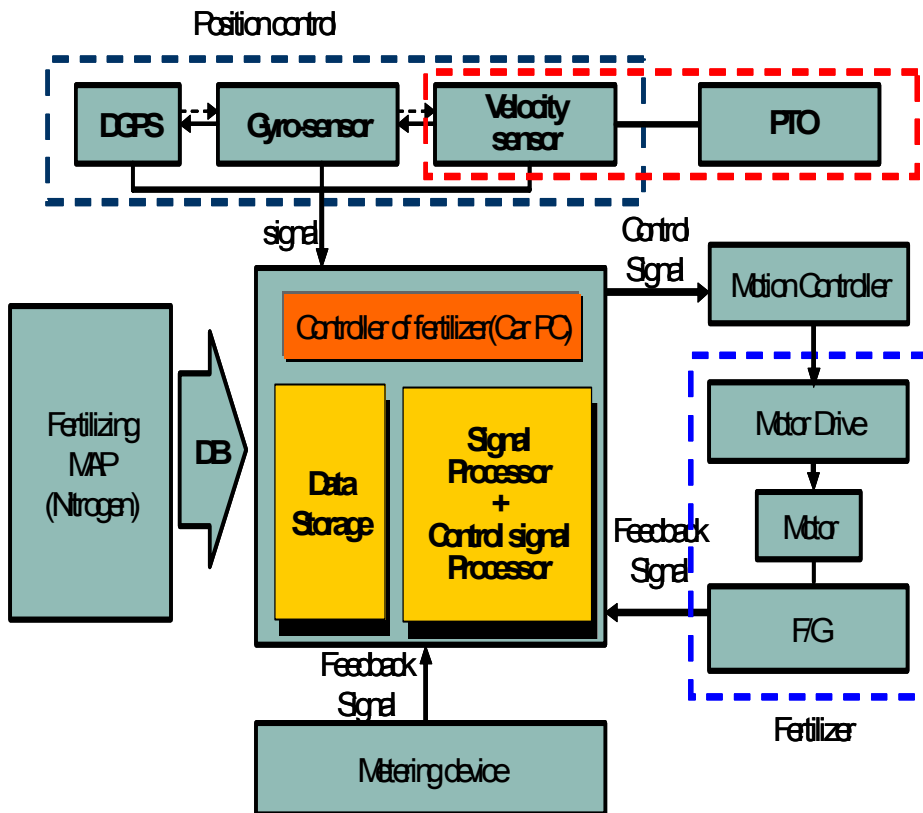 Position control
DGPS
Gyro-sensor
Velocity
sensor
PTO
signal
Control
Signal
Motion Controller
Controller of fertilizer(Car PC)
Fertilizing
MAP
(Nitrogen)
DB
Data
Storage
Signal
Processor
+
Control signal
Processor
Motor Drive
Motor
Feedback
Signal
F/G
Fertilizer
Feedback
Signal
Metering device